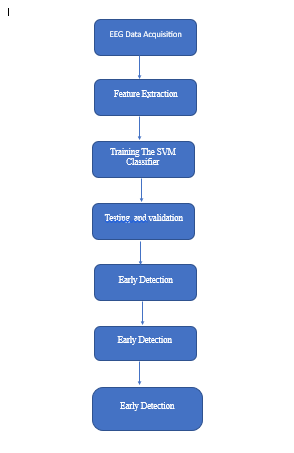 EEG Data Acquisition
Feature Extraction
Training The SVM
Classifier
Testing and validation
Early Detection
Early Detection
Early Detection